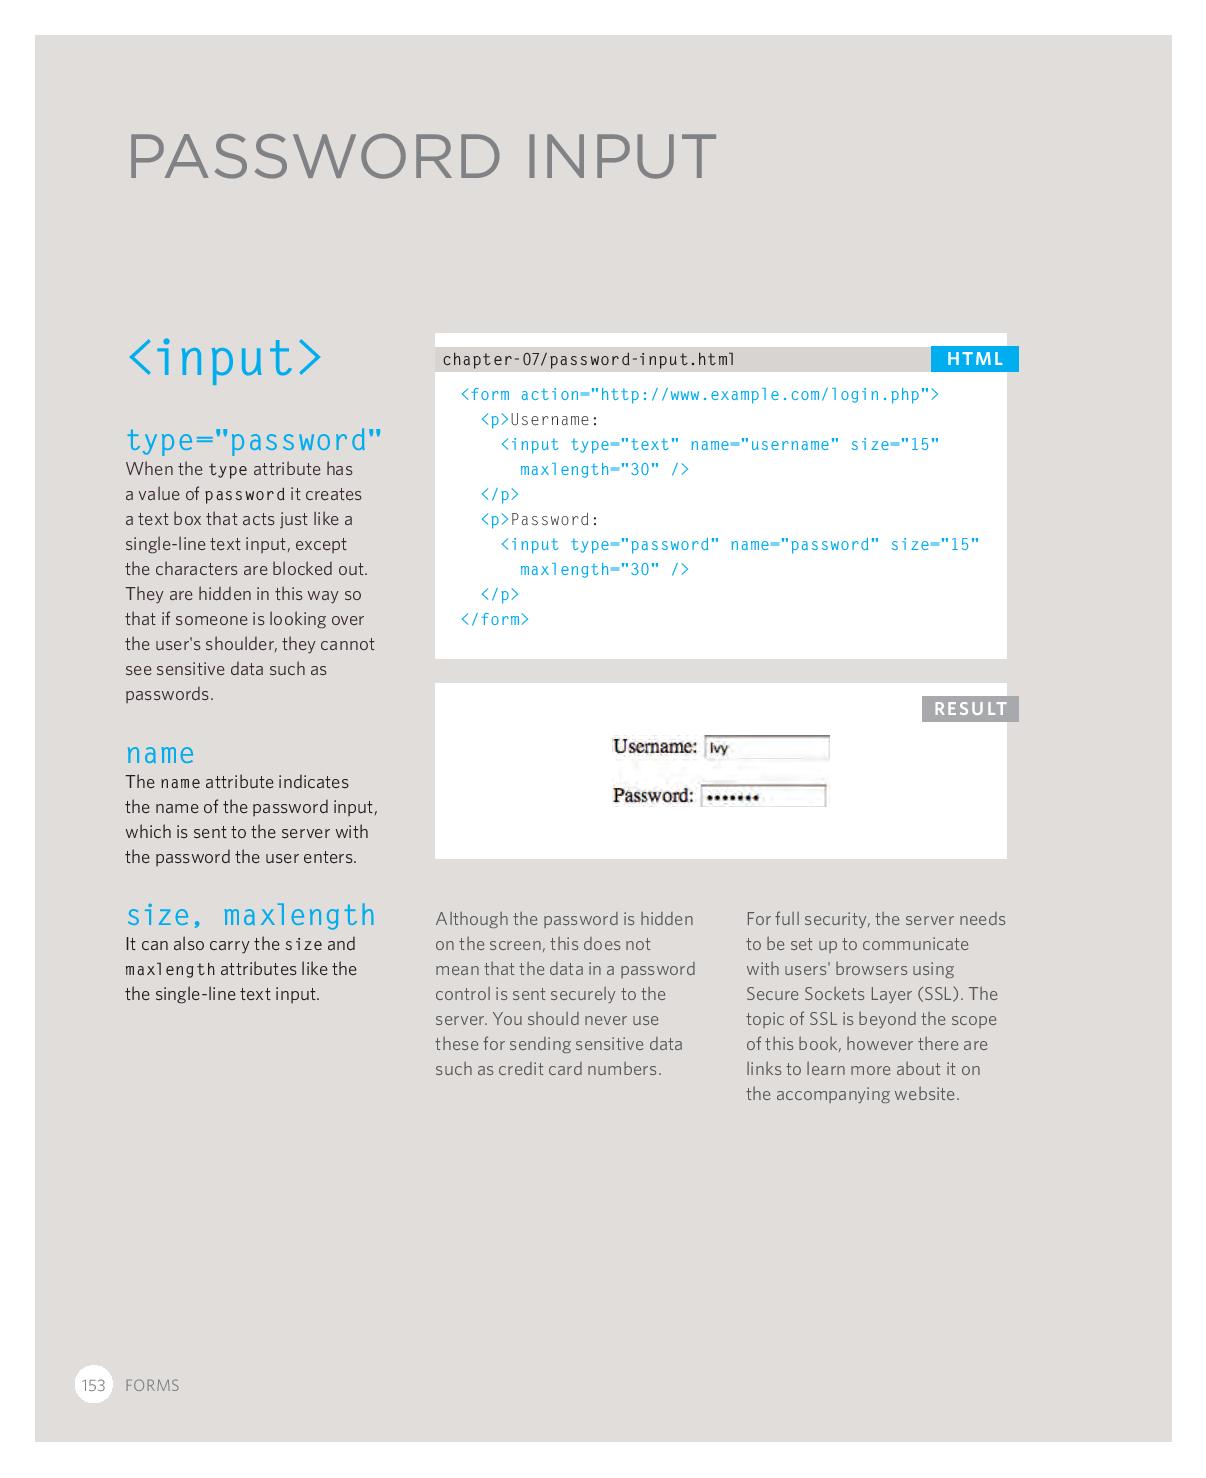 PASSWORD INPUT
<input>
type="password"
When the type attribute has
a value of password it creates
a text box that acts just like a
single-line text input, except
the characters are blocked out.
They are hidden in this way so
that if someone is looking over
the user's shoulder, they cannot
see sensitive data such as
passwords.
name
The name attribute indicates
the name of the password input,
which is sent to the server with
the password the user enters.
size, maxlength
It can also carry the size and
maxlength attributes like the
the single-line text input.
chapter-07/password-input.html
HTML
<form action="http://www.example.com/login.php">
<p>Username:
<input type="text" name="username" size="15"
maxlength="30" />
</p>
<p>Password:
<input type="password" name="password" size="15"
maxlength="30" />
</p>
</form>
RESULT
Username: Ivy
Password: •••••••
Although the password is hidden
on the screen, this does not
mean that the data in a password
control is sent securely to the
server. You should never use
these for sending sensitive data
such as credit card numbers.
For full security, the server needs
to be set up to communicate
with users' browsers using
Secure Sockets Layer (SSL). The
topic of SSL is beyond the scope
of this book, however there are
links to learn more about it on
the accompanying website.
153 FORMS